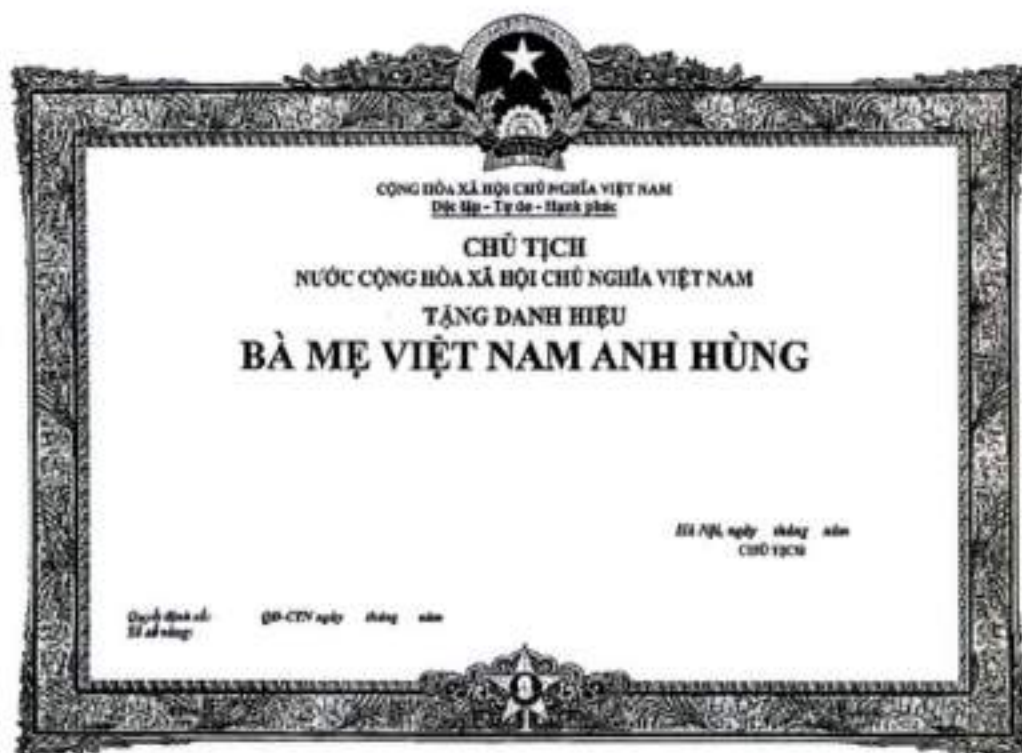 CỘNG HÒA XÃ HỘI CHỦ NGHĨA VIỆT NAM
Độc lập - Tự do - Hạnh phúc
CHỦ TỊCH
NƯỚC CỘNG HÒA XÃ HỘI CHỦ NGHĨA VIỆT NAM
TẶNG DANH HIỆU
BÀ MẸ VIỆT NAM ANH HÙNG
Hà Nội, ngày tháng năm
CHỦ TỊCH
Quyết định số: QĐ-CTN ngày tháng năm
Số sổ vàng: